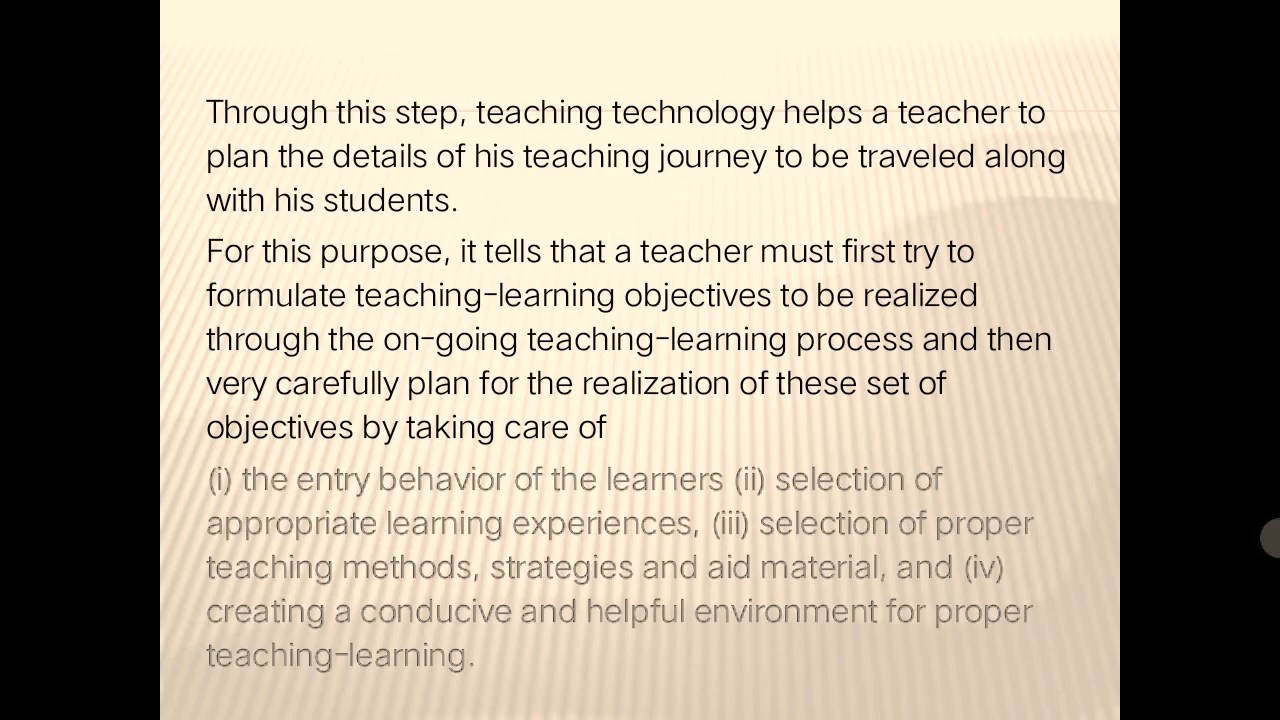 Through this step, teaching technology helps a teacher to
plan the details of his teaching journey to be traveled along
with his students.
For this purpose, it tells that a teacher must first try to
formulate teaching-learning objectives to be realized
through the on-going teaching-learning process and then
very carefully plan for the realization of these set of
objectives by taking care of
(i) the entry behavior of the learners (ii) selection of
appropriate learning experiences, (iii) selection of proper
teaching methods, strategies and aid material, and (iv)
creating a conducive and helpful environment for proper
teaching-learning.